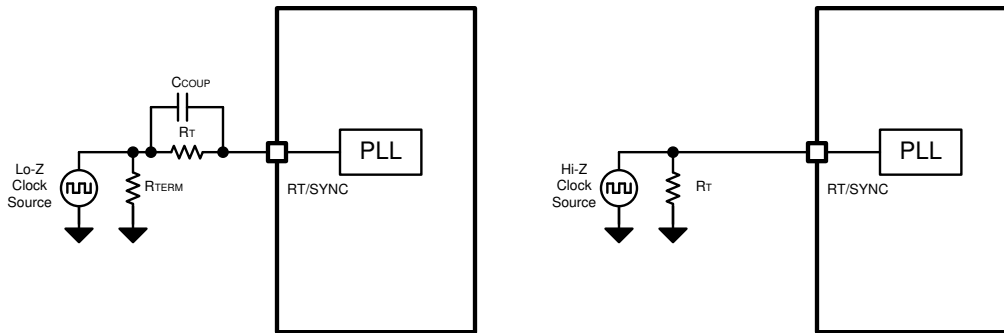 CCOUP
RT
PLL
Lo-Z
Clock
Source
RTERM
RT/SYNC
PLL
Hi-Z
Clock
Source
RT
RT/SYNC